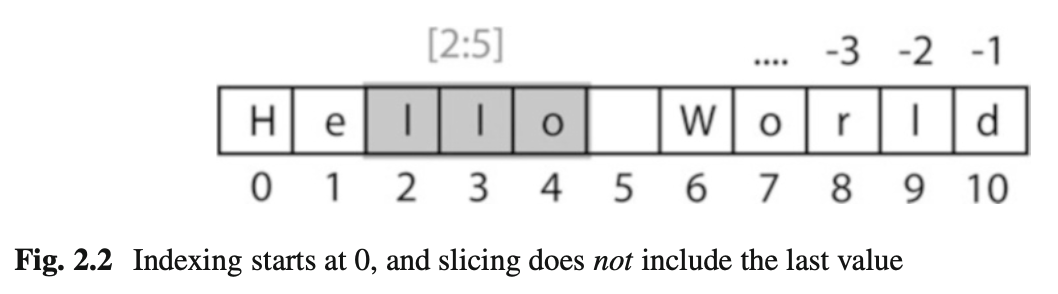 [2:5]
.... -3 -2 -1
H e l l o W o r l d
0 1 2 3 4 5 6 7 8 9 10
Fig. 2.2 Indexing starts at 0, and slicing does not include the last value